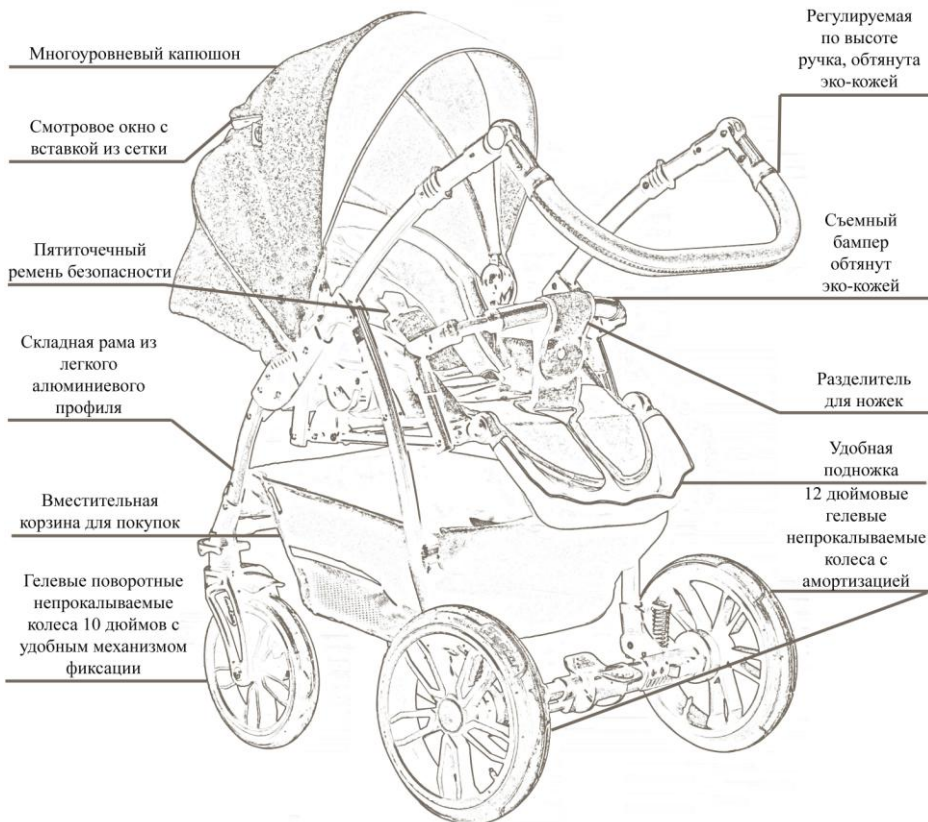 Многоуровневый капюшон
Смотровое окно с
вставкой из сетки
Пятиточечный
ремень безопасности
Складная рама из
легкого
алюминиевого
профиля
Вместительная
корзина для покупок
Гелевые поворотные
непрокалываемые
колеса 10 дюймов с
удобным механизмом
фиксации
Регулируемая
по высоте
ручка, обтянута
эко-кожей
Съемный
бампер
обтянут
эко-кожей
Разделитель
для ножек
Удобная
подножка
12 дюймовые
гелевые
непрокалываемые
колеса с
амортизацией